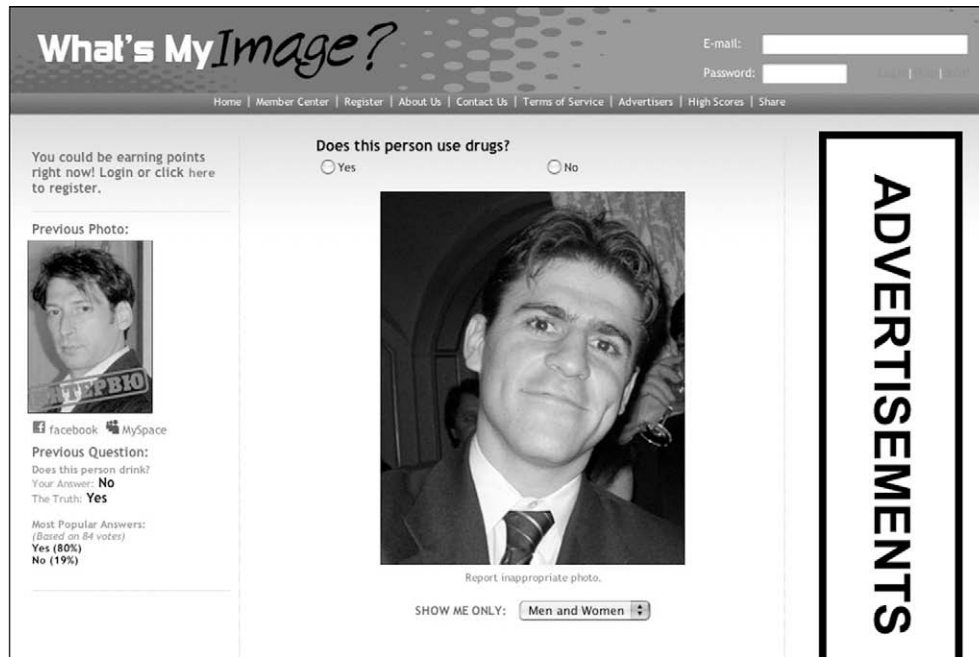 What's My Image?
E-mail:
Password:
Home | Member Center | Register | About Us | Contact Us | Terms of Service | Advertisers | High Scores | Share
You could be earning points
right now! Login or click here
to register.
Previous Photo:
ИНТЕРВЮ
facebook MySpace
Previous Question:
Does this person drink?
Your Answer: No
The Truth: Yes
Most Popular Answers:
(Based on 84 votes)
Yes (80%)
No (19%)
Does this person use drugs?
Yes No
Report inappropriate photo.
SHOW ME ONLY: Men and Women
ADVERTISEMENTS